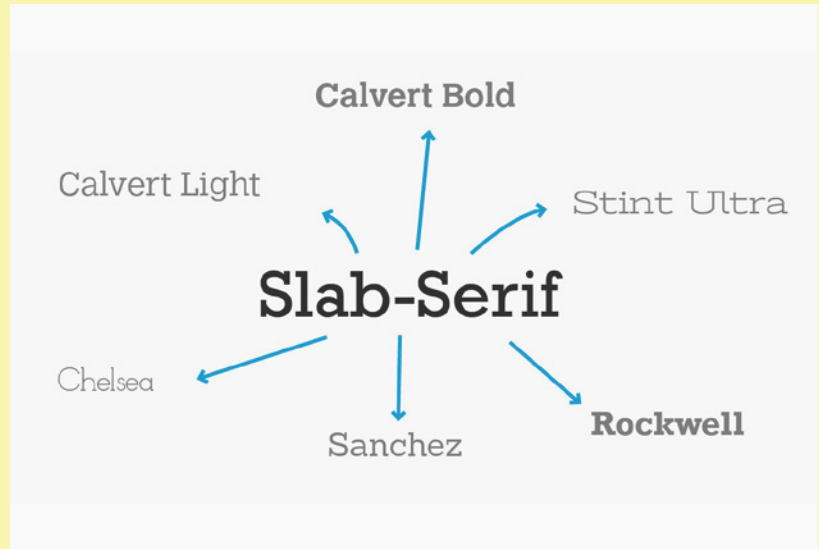 Calvert Bold
Calvert Light
Stint Ultra
Slab-Serif
Chelsea
Sanchez
Rockwell